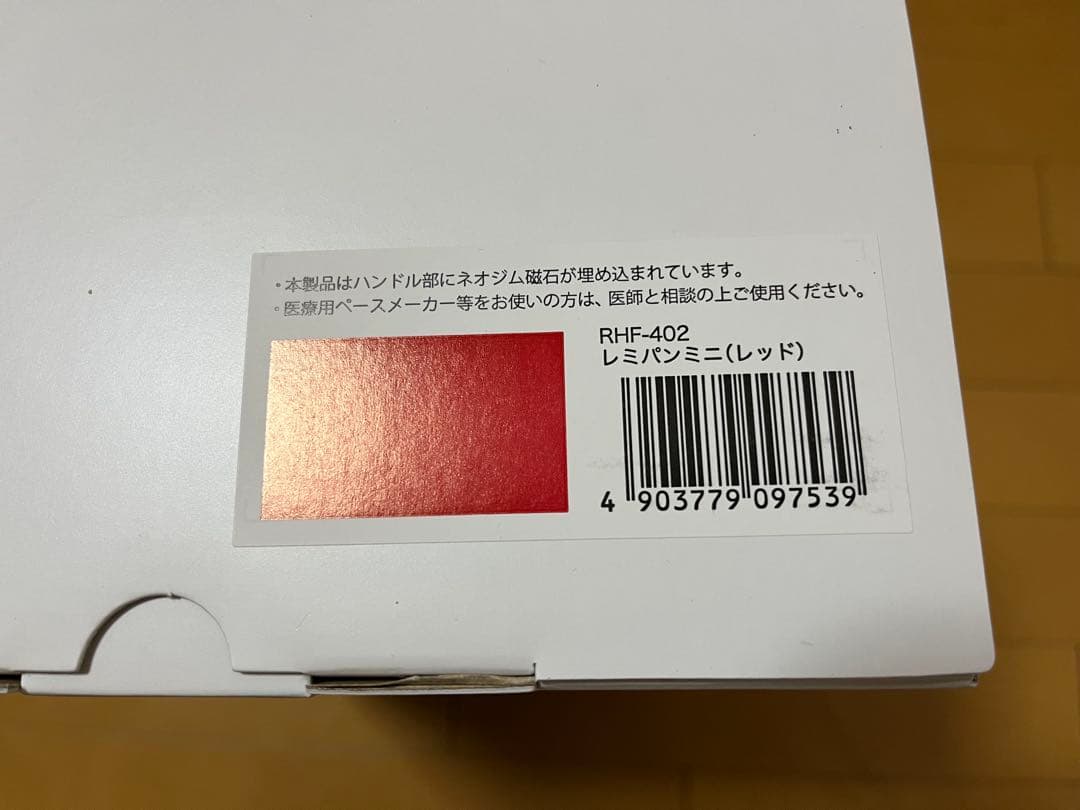 ・本製品はハンドル部にネオジム磁石が埋め込まれています。
・医療用ペースメーカー等をお使いの方は、医師と相談の上ご使用ください。
RHF-402
レミパンミニ(レッド)
4 903779 097539